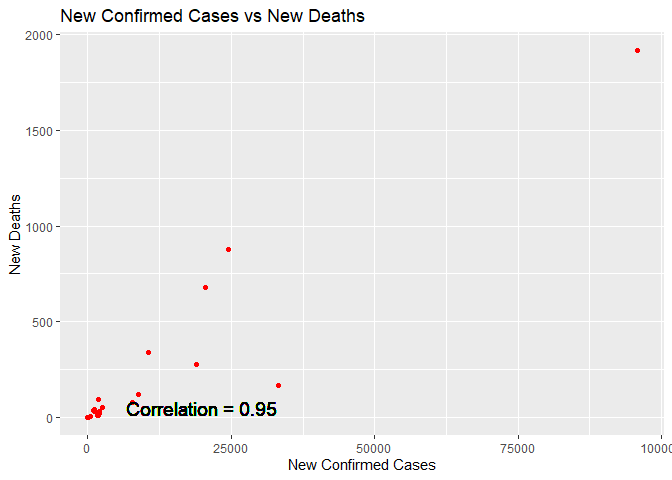 New Confirmed Cases vs New Deaths
2000
1500
1000
500
0
New Deaths
Correlation = 0.95
0
25000
50000
75000
10000
New Confirmed Cases